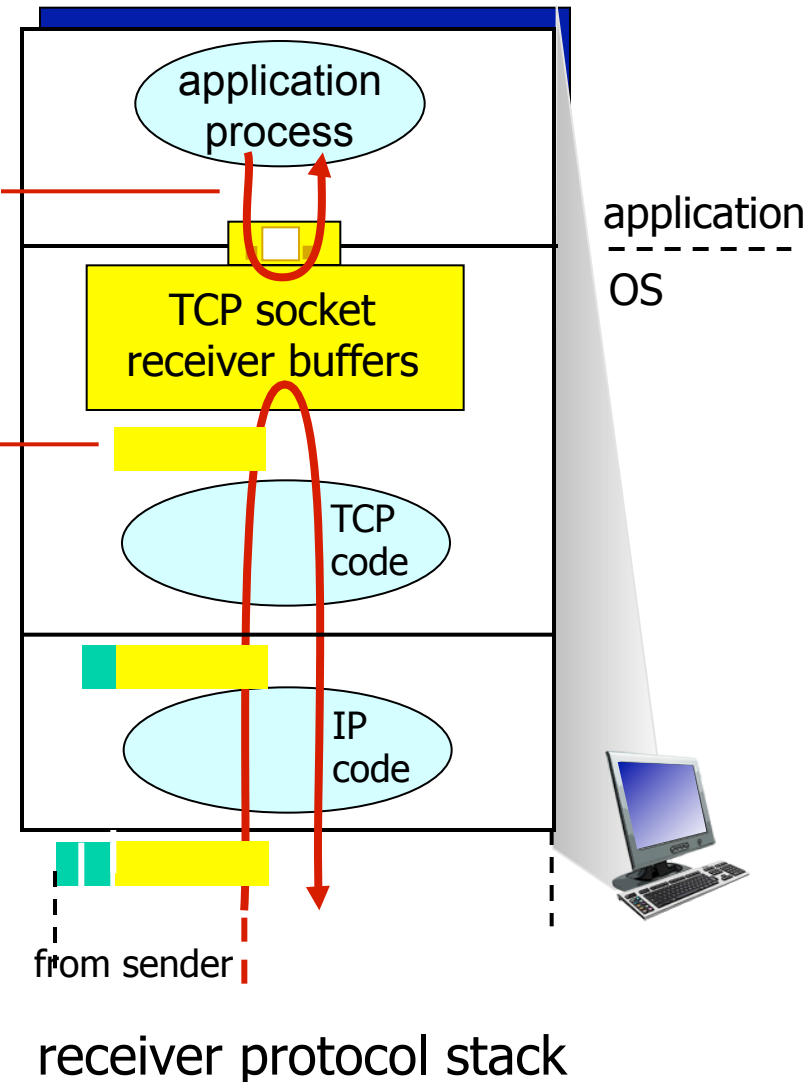 application
process
application
OS
TCP socket
receiver buffers
TCP
code
IP
code
from sender
receiver protocol stack